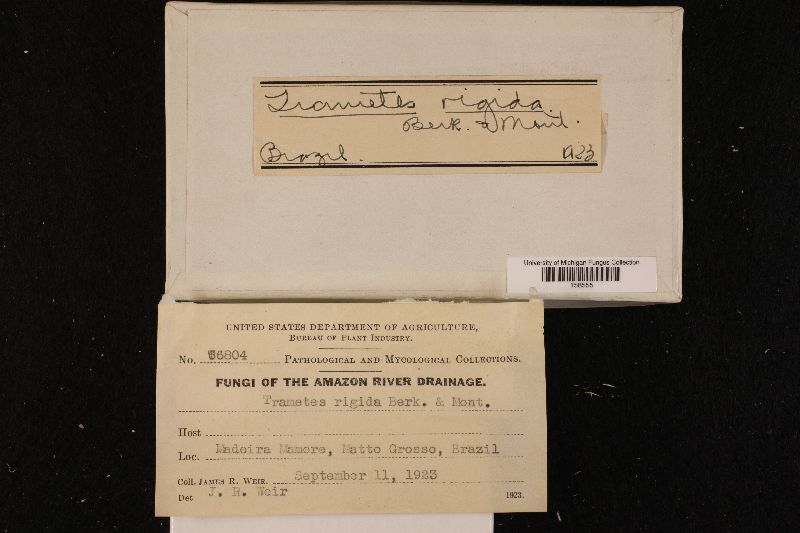 Trametes rigida
Berk. & Mont.
Brazil. 1923
University of Michigan Fungus Collection
UNITED STATES DEPARTMENT OF AGRICULTURE,
BUREAU OF PLANT INDUSTRY.
No. 56804 PATHOLOGICAL AND MYCOLOGICAL COLLECTIONS.
FUNGI OF THE AMAZON RIVER DRAINAGE.
Trametes rigida Berk. & Mont.
Host
Loc. Madeira Mamore, Matto Grosso, Brazil
Coll. JAMES R. WEIR. September 11, 1923
Det J. R. Weir 1923.